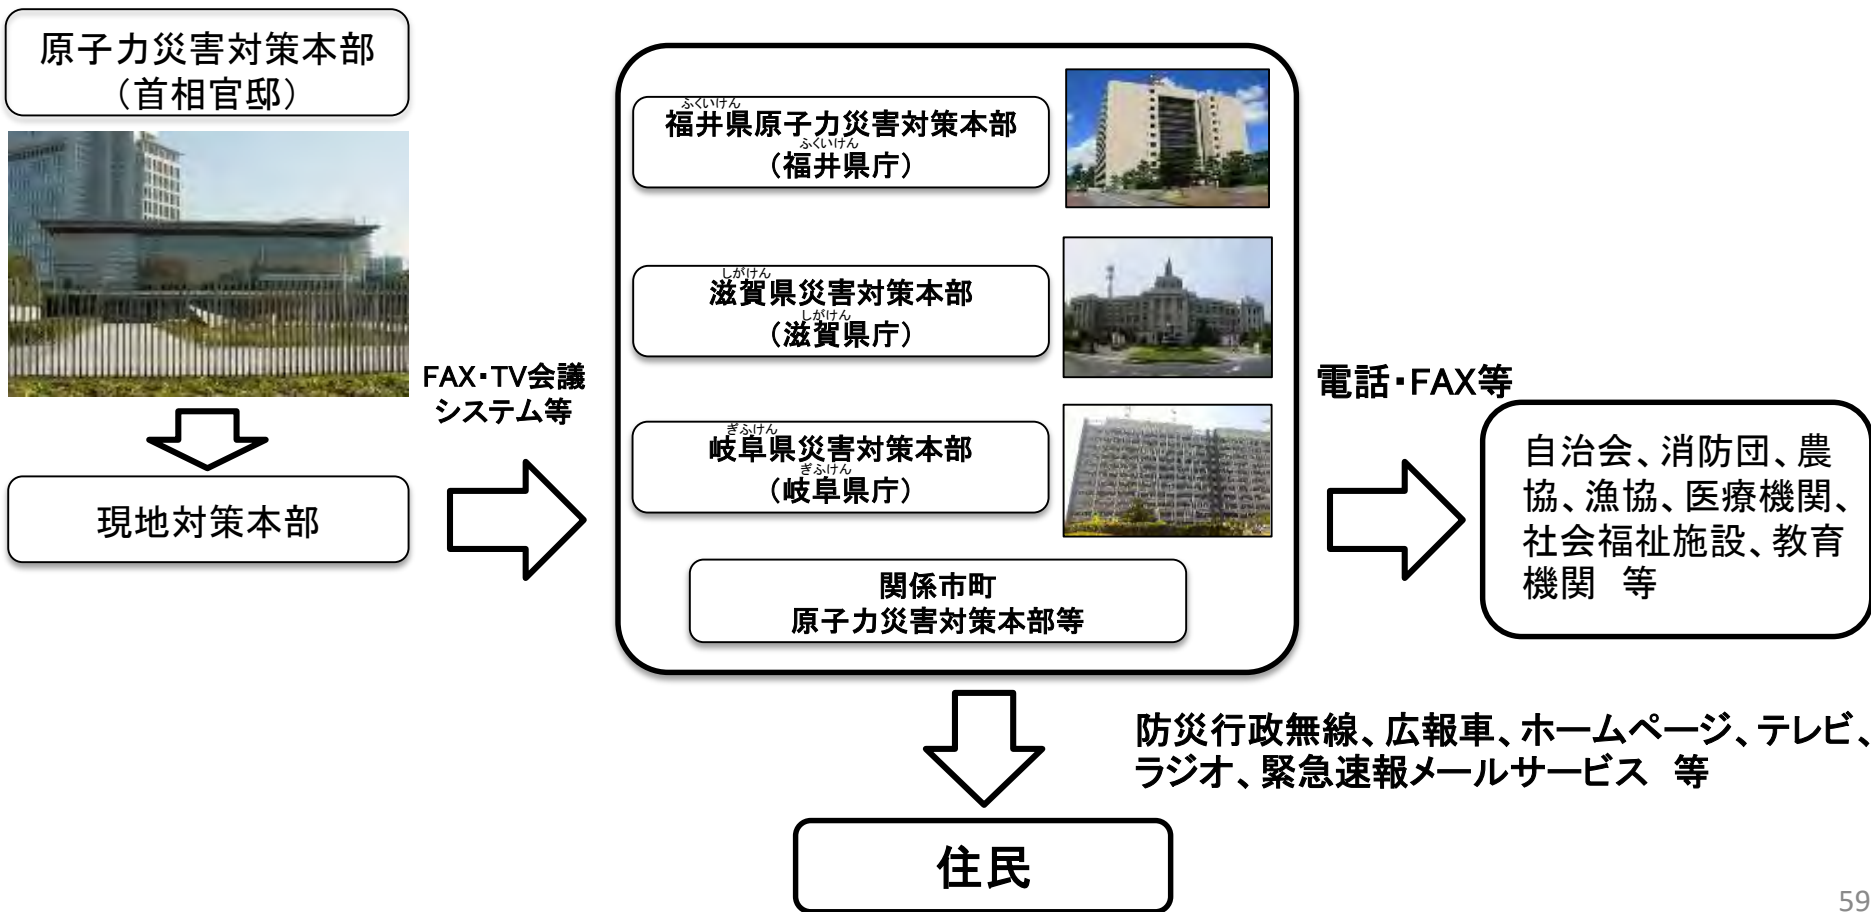 原子力災害対策本部
（首相官邸）
現地対策本部
FAX・TV会議
システム等
ふくいけん
福井県原子力災害対策本部
ふくいけん
（福井県庁）
しがけん
滋賀県災害対策本部
しがけん
（滋賀県庁）
ぎふけん
岐阜県災害対策本部
ぎふけん
（岐阜県庁）
関係市町
原子力災害対策本部等
電話・FAX等
自治会、消防団、農
協、漁協、医療機関、
社会福祉施設、教育
機関　等
防災行政無線、広報車、ホームページ、テレビ、
ラジオ、緊急速報メールサービス　等
住民
59